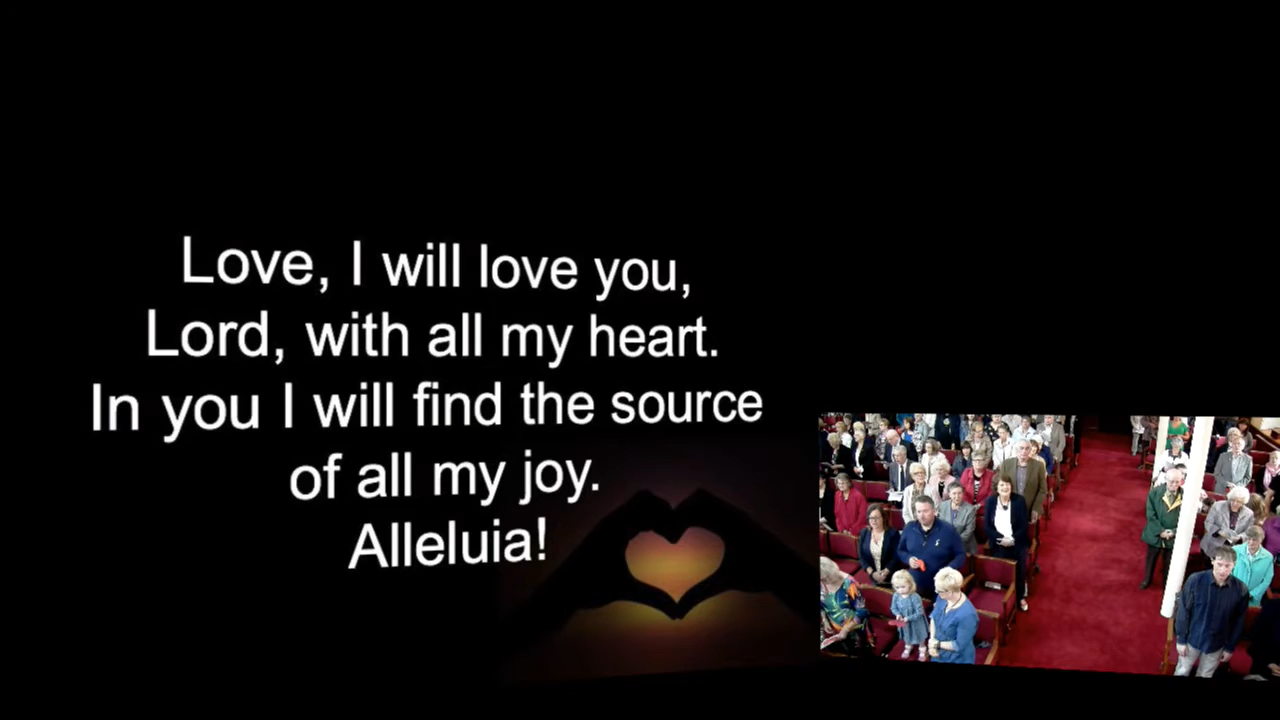 Love, I will love you,
Lord, with all my heart.
In you I will find the source
of all my joy.
Alleluia!